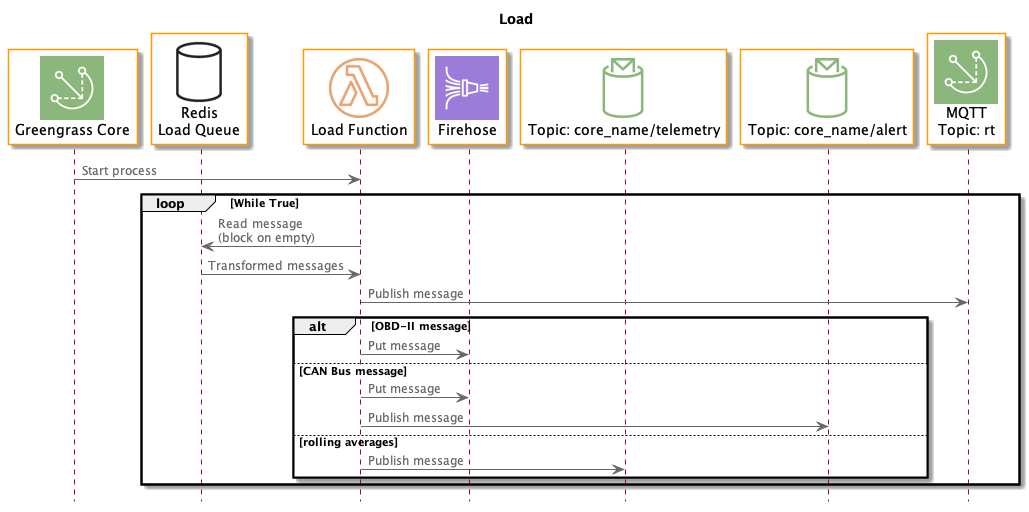 Load
Greengrass Core
Redis
Load Queue
Load Function
Firehose
Topic: core_name/telemetry
Topic: core_name/alert
MQTT
Topic: rt
Start process
loop [While True]
Read message
(block on empty)
Transformed messages
Publish message
alt [OBD-II message]
Put message
[CAN Bus message]
Put message
Publish message
[rolling averages]
Publish message